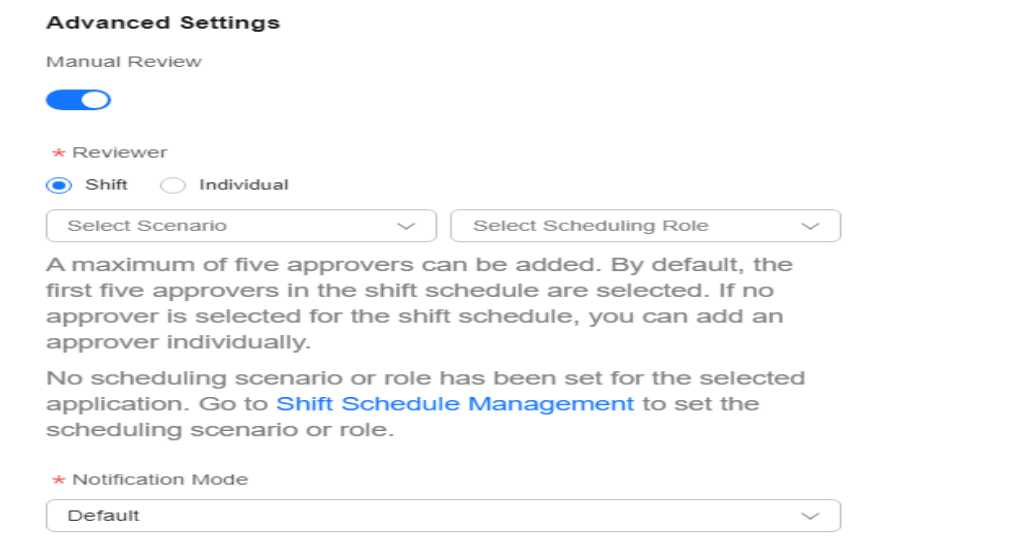 Advanced Settings
Manual Review
* Reviewer
Shift Individual
Select Scenario Select Scheduling Role
A maximum of five approvers can be added. By default, the
first five approvers in the shift schedule are selected. If no
approver is selected for the shift schedule, you can add an
approver individually.
No scheduling scenario or role has been set for the selected
application. Go to Shift Schedule Management to set the
scheduling scenario or role.
* Notification Mode
Default